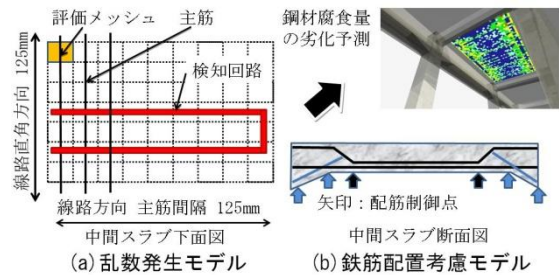 評価メッシュ
主筋
検知回路
線路直角方向 125mm
線路方向 主筋間隔 125mm
中間スラブ下面図
(a)乱数発生モデル
鋼材腐食量
の劣化予測
矢印：配筋制御点
中間スラブ断面図
(b)鉄筋配置考慮モデル